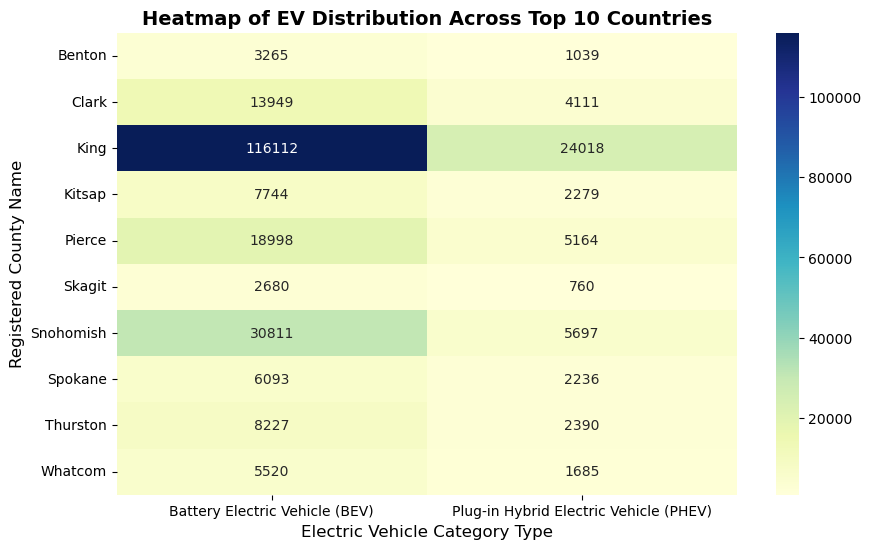 Heatmap of EV Distribution Across Top 10 Countries
Registered County Name
Benton 3265 1039
Clark 13949 4111
King 116112 24018
Kitsap 7744 2279
Pierce 18998 5164
Skagit 2680 760
Snohomish 30811 5697
Spokane 6093 2236
Thurston 8227 2390
Whatcom 5520 1685
Battery Electric Vehicle (BEV) Plug-in Hybrid Electric Vehicle (PHEV)
Electric Vehicle Category Type
100000
80000
60000
40000
20000